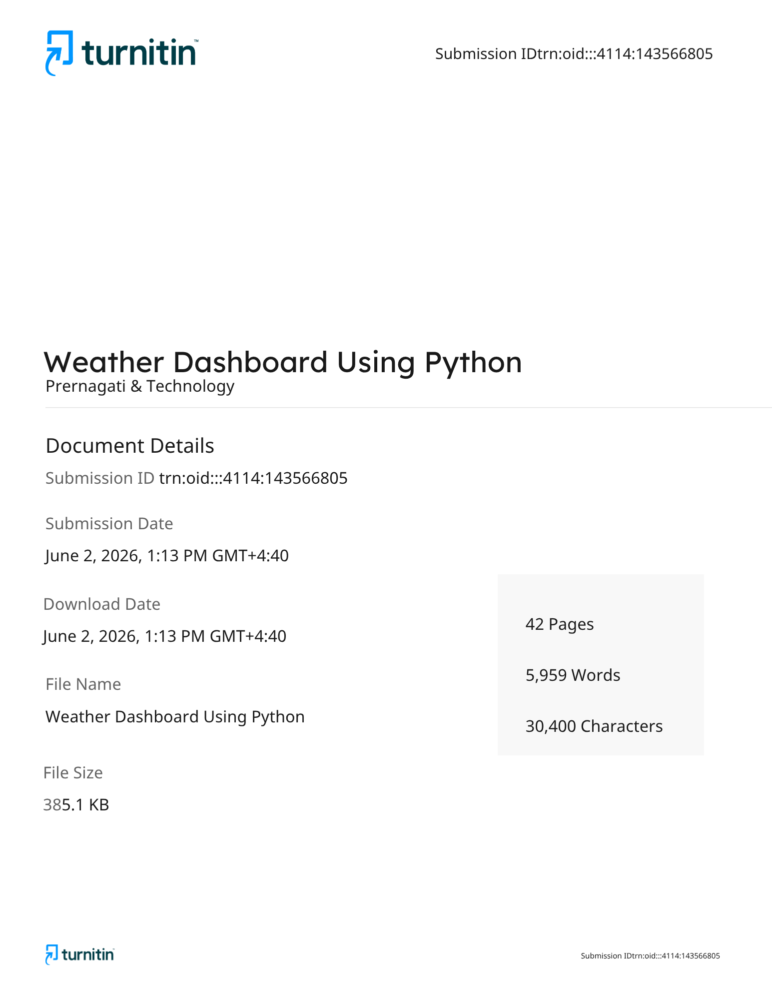 turnitin™
Submission IDtrn:oid:::4114:143566805
Weather Dashboard Using Python
Prernagati & Technology
Document Details
Submission ID trn:oid:::4114:143566805
Submission Date
June 2, 2026, 1:13 PM GMT+4:40
Download Date
June 2, 2026, 1:13 PM GMT+4:40
File Name
Weather Dashboard Using Python
File Size
385.1 KB
42 Pages
5,959 Words
30,400 Characters
turnitin™
Submission IDtrn:oid:::4114:143566805